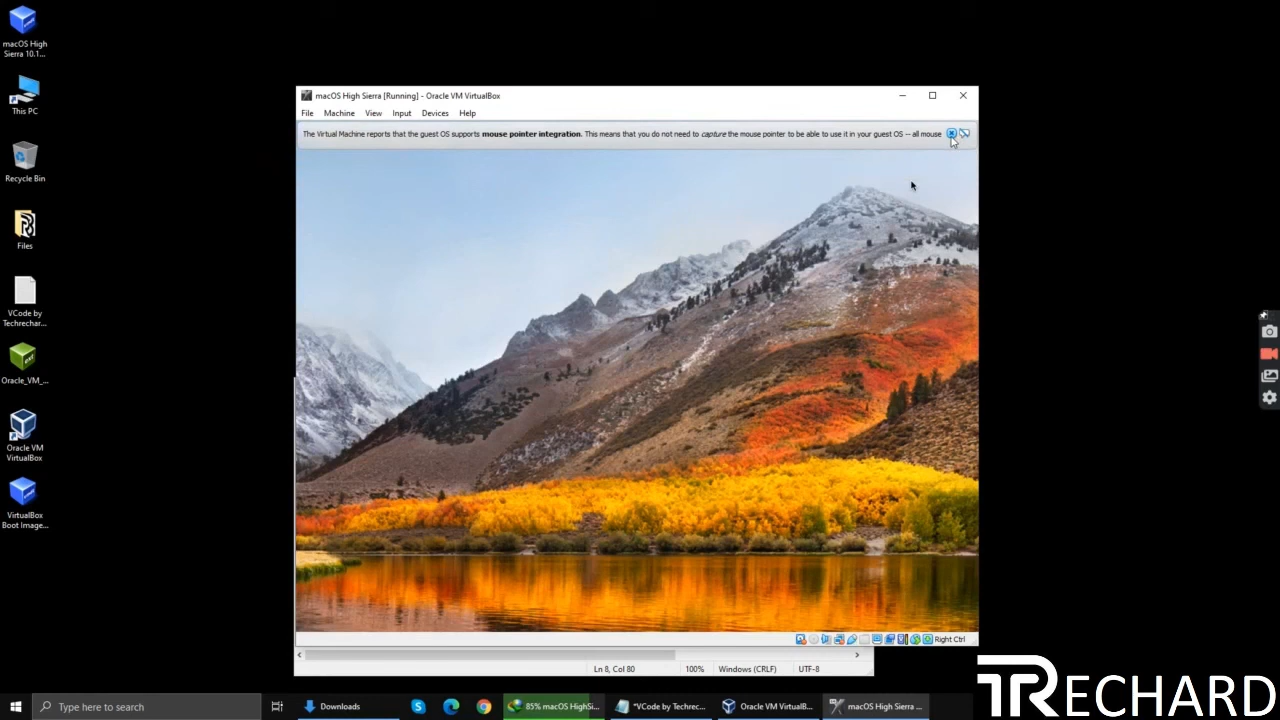 macOS High
Sierra 10.1...
This PC
Recycle Bin
Files
VCode by
Techrechar...
Oracle_VM_...
Oracle VM
VirtualBox
VirtualBox
Boot Image...
macOS High Sierra [Running] - Oracle VM VirtualBox
File Machine View Input Devices Help
The Virtual Machine reports that the guest OS supports mouse pointer integration. This means that you do not need to capture the mouse pointer to be able to use it in your guest OS -- all mouse
Right Ctrl
Ln 8, Col 80 100% Windows (CRLF) UTF-8
Type here to search
Downloads
85% macOS HighSi...
*VCode by Techrec...
Oracle VM VirtualB...
macOS High Sierra ...
TRECHARD